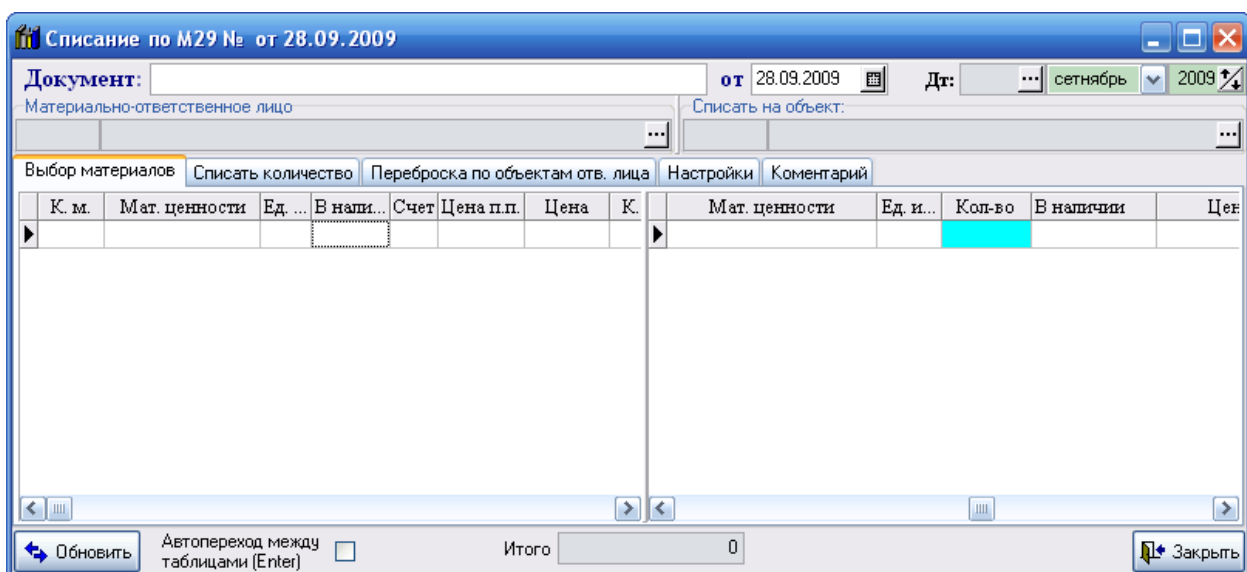 Списание по М29 № от 28.09.2009
Документ: от 28.09.2009 Дт: ... сетнябрь 2009
Материально-ответственное лицо Списать на объект:
... ...
Выбор материалов Списать количество Переброска по объектам отв. лица Настройки Коментарий
К. м. Мат. ценности Ед. ... В нали... Счет Цена п.п. Цена К. Мат. ценности Ед. и... Кол-во В наличии Цен
Обновить Автопереход между Итого 0 Закрыть
таблицами (Enter)